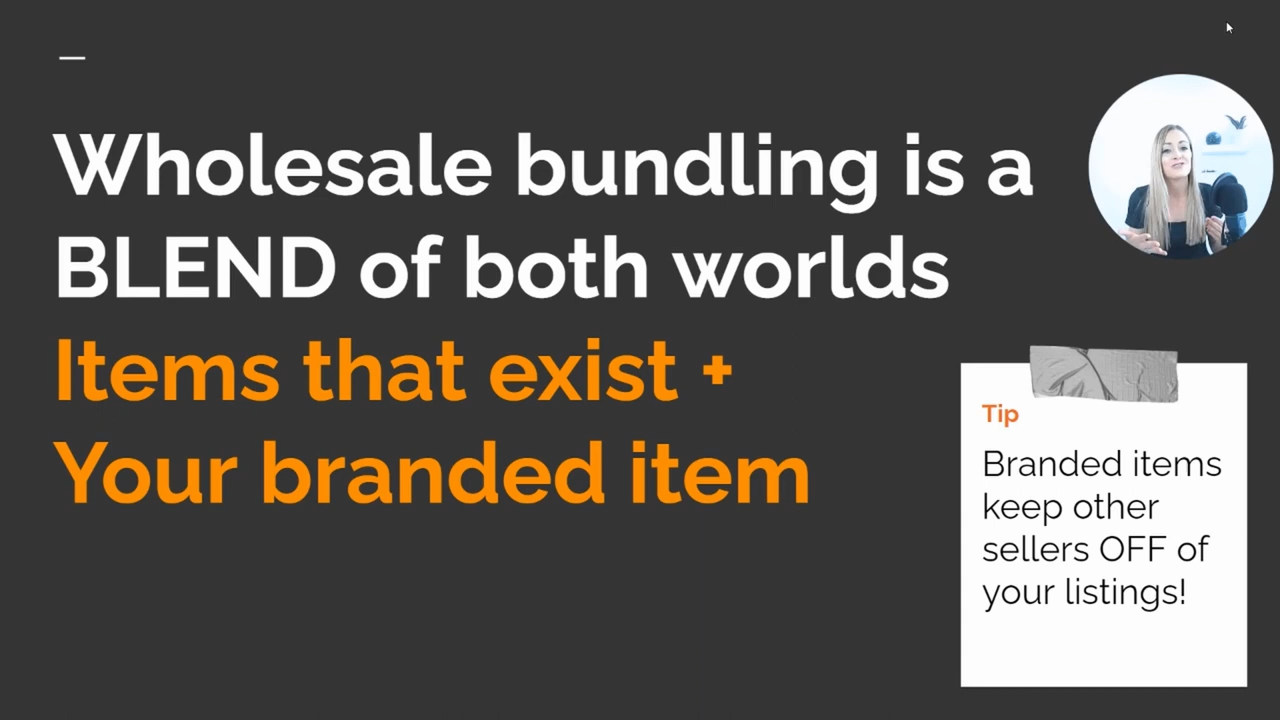 Wholesale bundling is a
BLEND of both worlds
Items that exist +
Your branded item
Tip
Branded items
keep other
sellers OFF of
your listings!